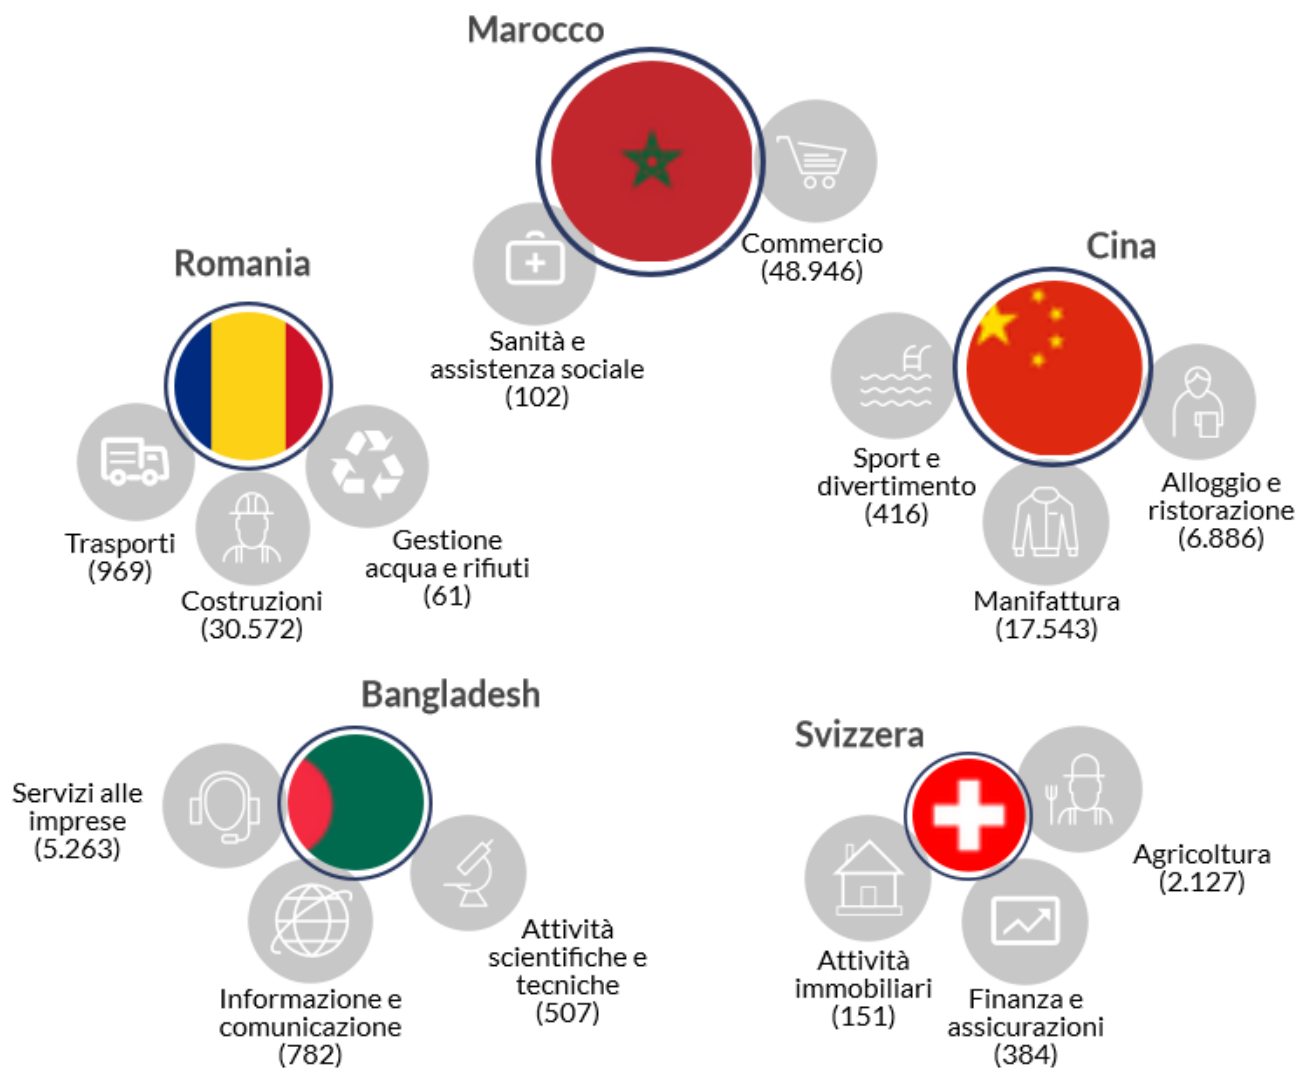 Marocco
Commercio
(48.946)
Sanità e
assistenza sociale
(102)
Romania
Trasporti
(969)
Costruzioni
(30.572)
Gestione
acqua e rifiuti
(61)
Cina
Sport e
divertimento
(416)
Manifattura
(17.543)
Alloggio e
ristorazione
(6.886)
Bangladesh
Servizi alle
imprese
(5.263)
Informazione e
comunicazione
(782)
Attività
scientifiche e
tecniche
(507)
Svizzera
Attività
immobiliari
(151)
Finanza e
assicurazioni
(384)
Agricoltura
(2.127)